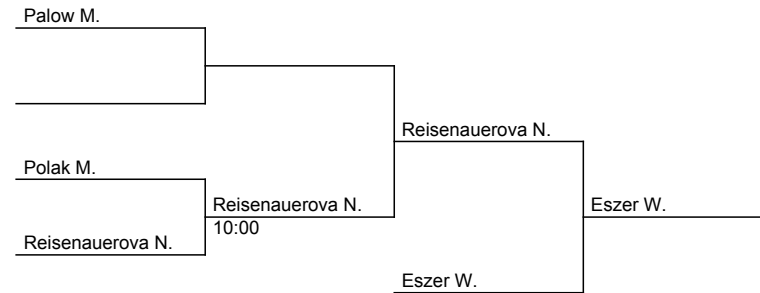 Palow M.
Reisenauerova N.
Polak M.
Reisenauerova N.
Eszer W.
10:00
Reisenauerova N.
Eszer W.